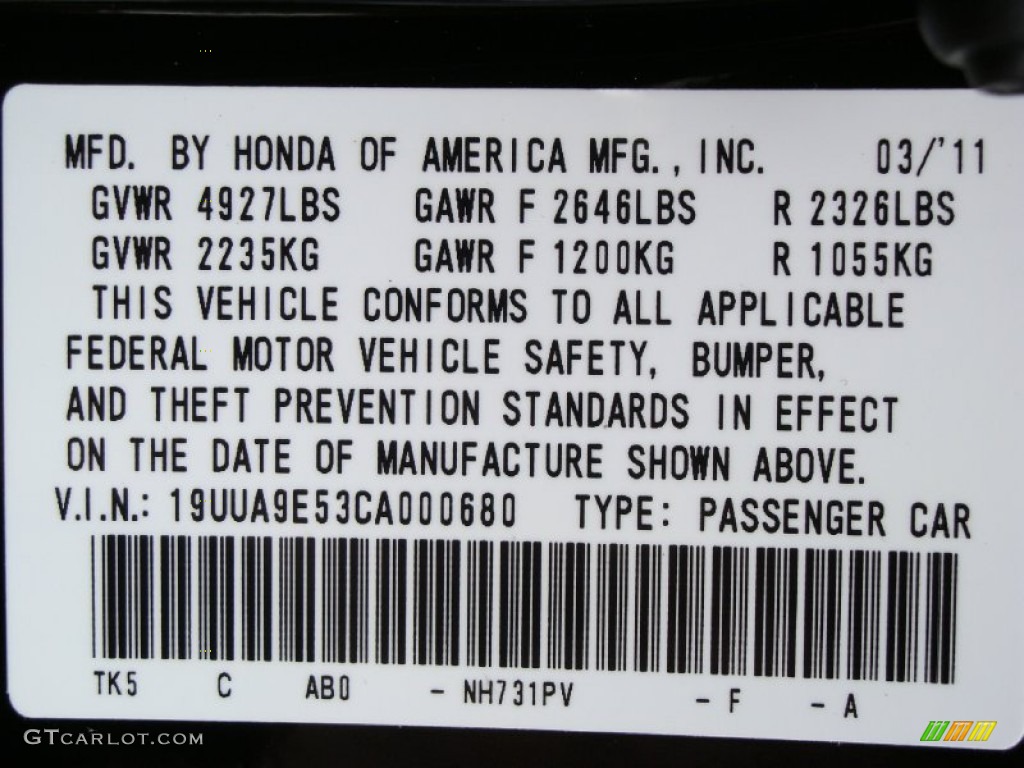 MFD. BY HONDA OF AMERICA MFG., INC. 03/'11
GVWR 4927LBS GAWR F 2646LBS R 2326LBS
GVWR 2235KG GAWR F 1200KG R 1055KG
THIS VEHICLE CONFORMS TO ALL APPLICABLE
FEDERAL MOTOR VEHICLE SAFETY, BUMPER,
AND THEFT PREVENTION STANDARDS IN EFFECT
ON THE DATE OF MANUFACTURE SHOWN ABOVE.
V.I.N.: 19UUA9E53CA000680 TYPE: PASSENGER CAR
TK5 C AB0 - NH731PV - F - A
GTCARLOT.COM